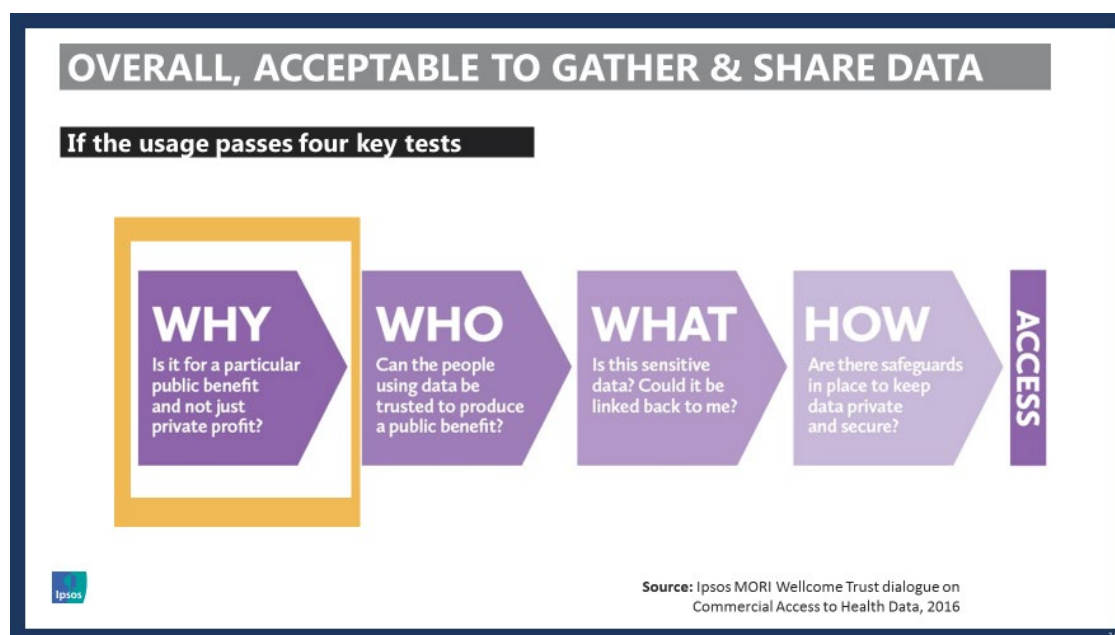 OVERALL, ACCEPTABLE TO GATHER & SHARE DATA
If the usage passes four key tests
WHY
Is it for a particular
public benefit
and not just
private profit?
WHO
Can the people
using data be
trusted to produce
a public benefit?
WHAT
Is this sensitive
data? Could it be
linked back to me?
HOW
Are there safeguards
in place to keep
data private
and secure?
ACCESS
Ipsos
Source: Ipsos MORI Wellcome Trust dialogue on
Commercial Access to Health Data, 2016